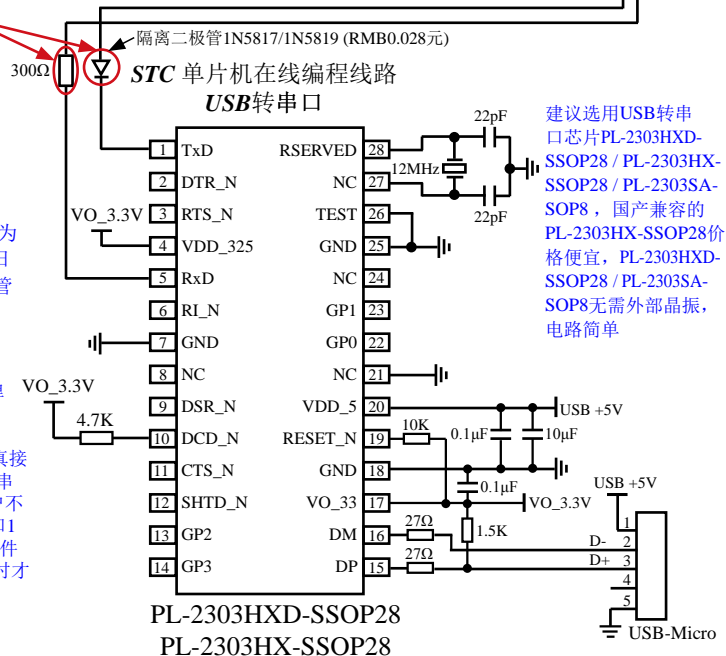 隔离二极管1N5817/1N5819 (RMB0.028元)
300Ω
STC 单片机在线编程线路
USB转串口
22pF
12MHz
22pF
建议选用USB转串
口芯片PL-2303HXD-
SSOP28 / PL-2303HX-
SSOP28 / PL-2303SA-
SOP8 ，国产兼容的
PL-2303HX-SSOP28价
格便宜，PL-2303HXD-
SSOP28 / PL-2303SA-
SOP8无需外部晶振，
电路简单
1 TxD
2 DTR_N
3 RTS_N
4 VDD_325
5 RxD
6 RI_N
7 GND
8 NC
9 DSR_N
10 DCD_N
11 CTS_N
12 SHTD_N
13 GP2
14 GP3
RSERVED 28
NC 27
TEST 26
GND 25
NC 24
GP1 23
GP0 22
NC 21
VDD_5 20
RESET_N 19
GND 18
VO_33 17
DM 16
DP 15
VO_3.3V
为
管
VO_3.3V
4.7K
接
串
不
1
件
时才
USB +5V
10K
0.1μF
10μF
0.1μF
VO_3.3V
27Ω
1.5K
27Ω
USB +5V
D-
D+
1
2
3
4
5
USB-Micro
PL-2303HXD-SSOP28
PL-2303HX-SSOP28